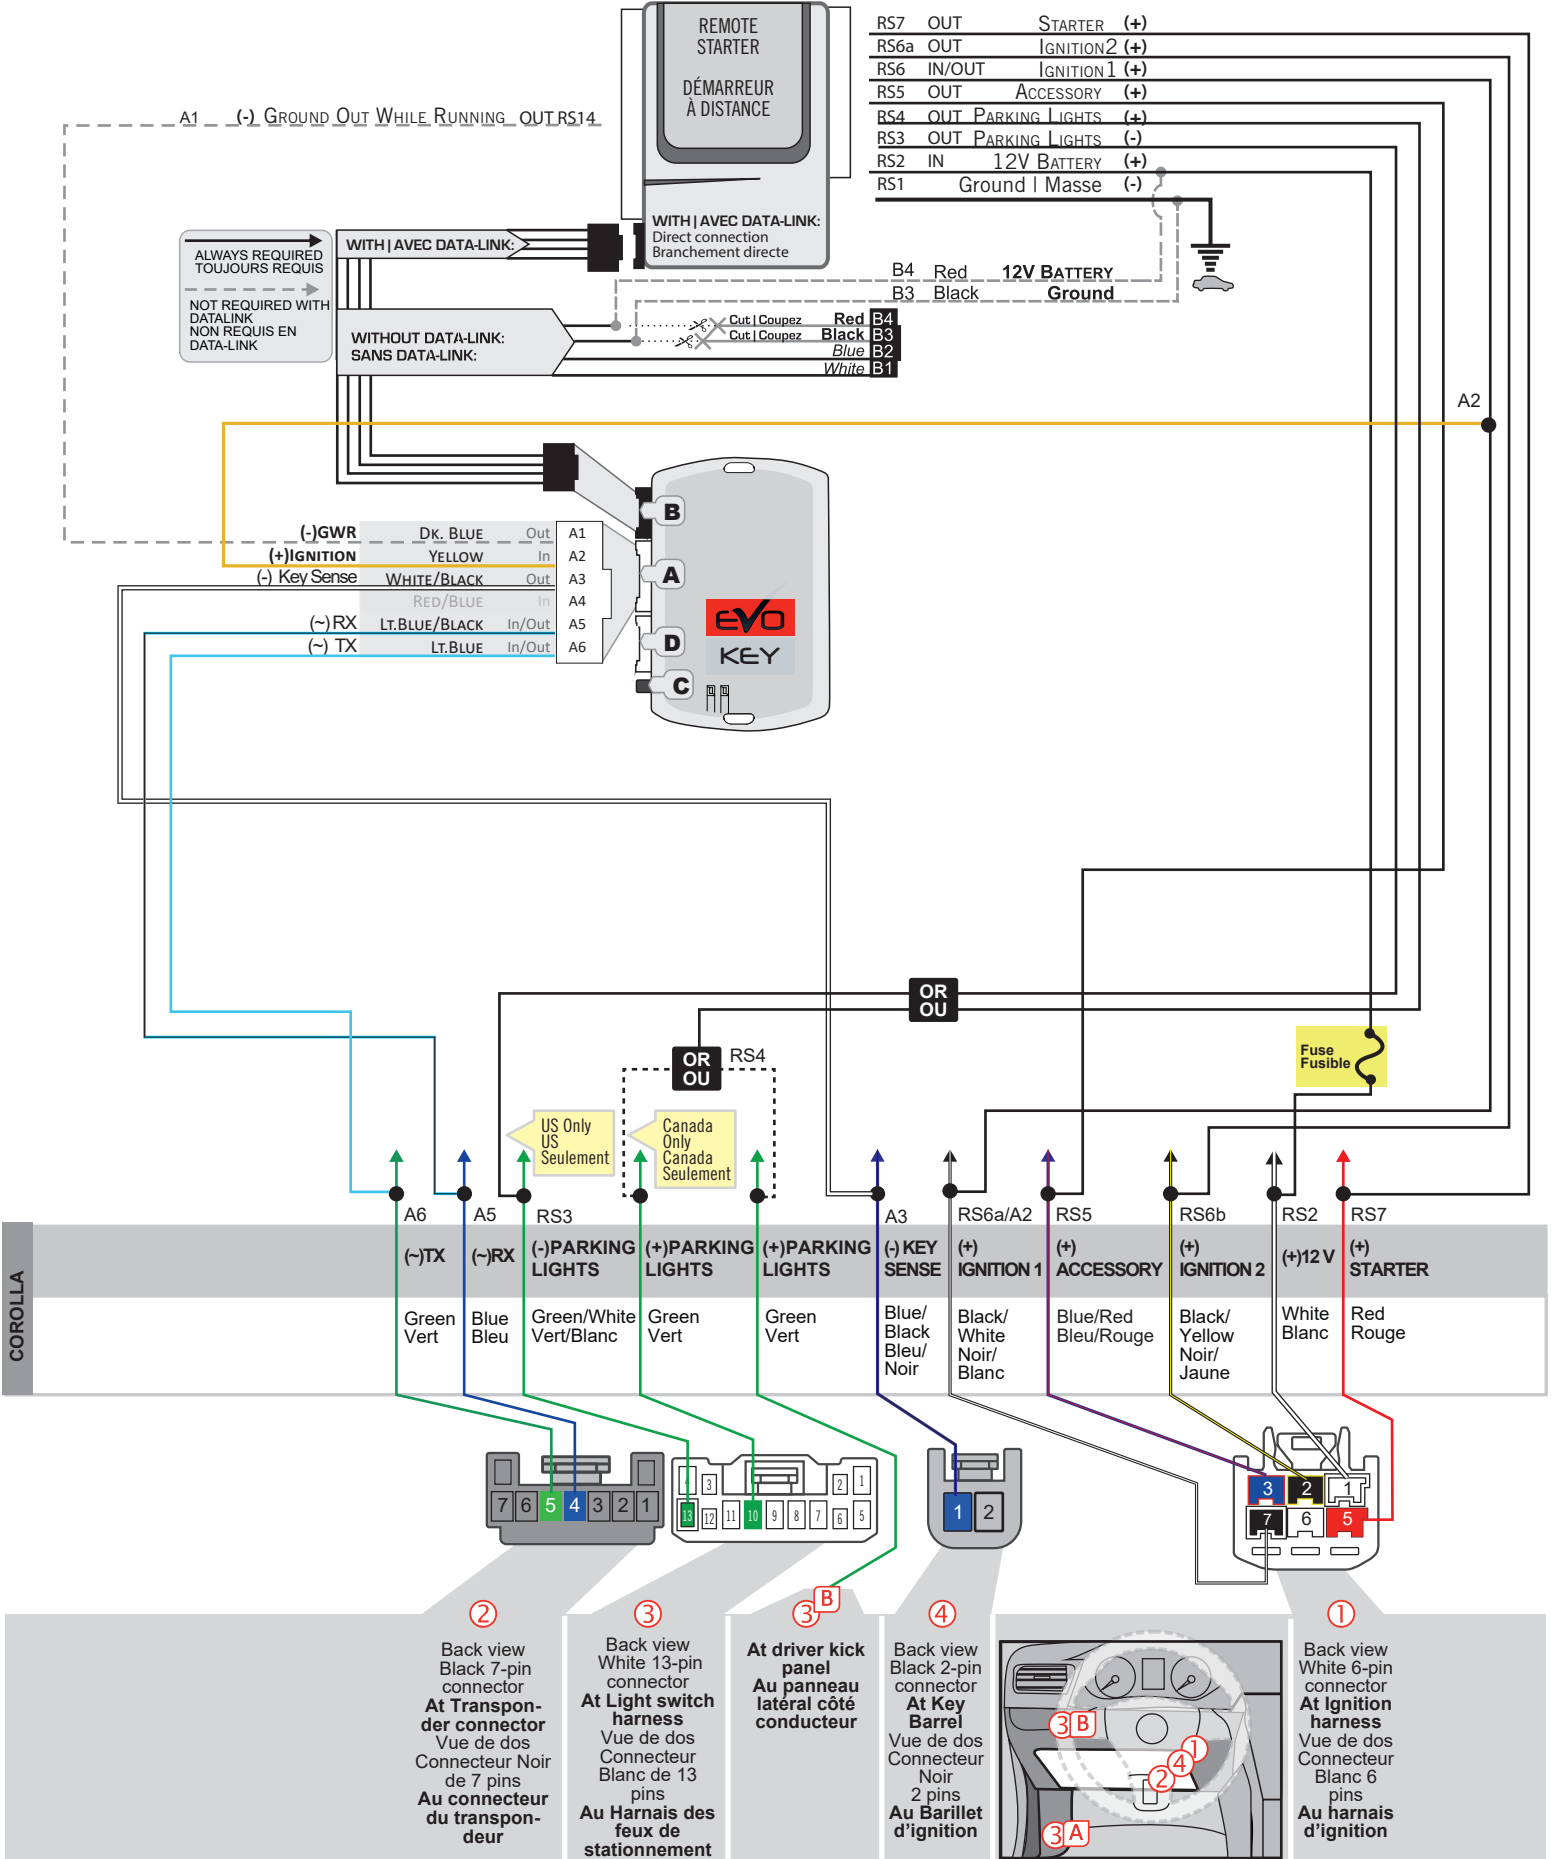 REMOTE
STARTER
DÉMARREUR
À DISTANCE
WITH | AVEC DATA-LINK:
Direct connection
Branchement directe
RS7 OUT STARTER (+)
RS6a OUT IGNITION2 (+)
RS6 IN/OUT IGNITION1 (+)
RS5 OUT ACCESSORY (+)
RS4 OUT PARKING LIGHTS (+)
RS3 OUT PARKING LIGHTS (-)
RS2 IN 12V BATTERY (+)
RS1 Ground | Masse (-)
A1 (-) GROUND OUT WHILE RUNNING OUT RS14
ALWAYS REQUIRED
TOUJOURS REQUIS
NOT REQUIRED WITH
DATALINK
NON REQUIS EN
DATA-LINK
WITH | AVEC DATA-LINK:
WITHOUT DATA-LINK:
SANS DATA-LINK:
B4 Red 12V BATTERY
B3 Black Ground
Cut | Coupez Red B4
Cut | Coupez Black B3
Blue B2
White B1
A2
(-)GWR DK. BLUE Out A1
(+)IGNITION YELLOW In A2
(-) Key Sense WHITE/BLACK Out A3
RED/BLUE In A4
(~) RX LT.BLUE/BLACK In/Out A5
(~) TX LT.BLUE In/Out A6
B
A
D
C
EVO
KEY
OR
OU
OR
OU
RS4
Fuse
Fusible
US Only
US
Seulement
Canada
Only
Canada
Seulement
A6 A5 RS3 A3 RS6a/A2 RS5 RS6b RS2 RS7
COROLLA
(~)TX
(~)RX
(-)PARKING
LIGHTS
(+)PARKING
LIGHTS
(+)PARKING
LIGHTS
(-) KEY
SENSE
(+)
IGNITION 1
(+)
ACCESSORY
(+)
IGNITION 2
(+)12 V
(+)
STARTER
Green
Vert
Blue
Bleu
Green/White
Vert/Blanc
Green
Vert
Green
Vert
Blue/
Black
Bleu/
Noir
Black/
White
Noir/
Blanc
Blue/Red
Bleu/Rouge
Black/
Yellow
Noir/
Jaune
White
Blanc
Red
Rouge
7 6 5 4 3 2 1
4 3 2 1
13 12 11 10 9 8 7 6 5
1 2
3 2 1
7 6 5
2
Back view
Black 7-pin
connector
At Transpon-
der connector
Vue de dos
Connecteur Noir
de 7 pins
Au connecteur
du transpon-
deur
3
Back view
White 13-pin
connector
At Light switch
harness
Vue de dos
Connecteur
Blanc de 13
pins
Au Harnais des
feux de
stationnement
3 B
At driver kick
panel
Au panneau
latéral côté
conducteur
4
Back view
Black 2-pin
connector
At Key
Barrel
Vue de dos
Connecteur
Noir
2 pins
Au Barillet
d'ignition
3 B
1
4
2
3 A
1
Back view
White 6-pin
connector
At Ignition
harness
Vue de dos
Connecteur
Blanc 6
pins
Au harnais
d'ignition